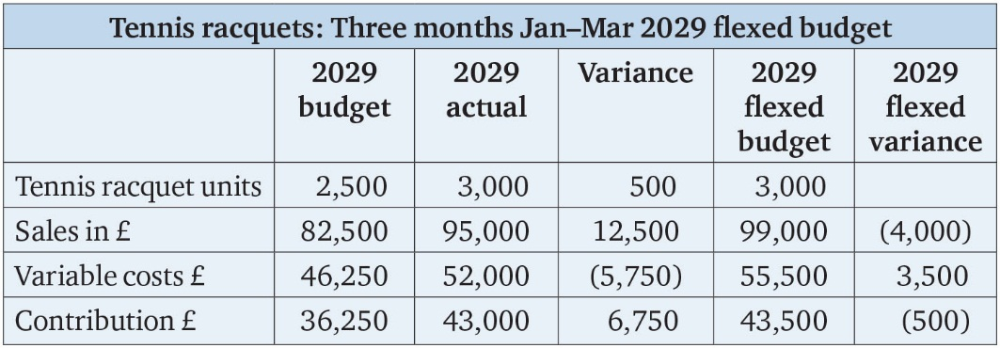 Tennis racquets: Three months Jan–Mar 2029 flexed budget
2029 budget 2029 actual Variance 2029 flexed budget 2029 flexed variance
Tennis racquet units 2,500 3,000 500 3,000
Sales in £ 82,500 95,000 12,500 99,000 (4,000)
Variable costs £ 46,250 52,000 (5,750) 55,500 3,500
Contribution £ 36,250 43,000 6,750 43,500 (500)